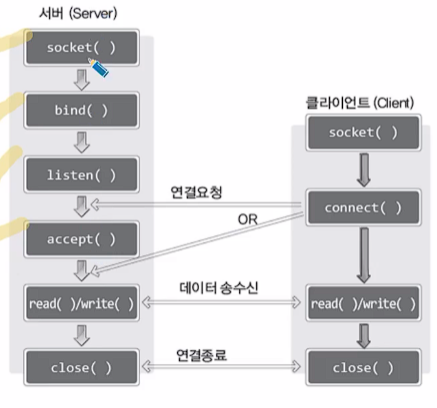 서버 (Server)
socket( )
bind( )
listen( )
accept( )
read( )/write( )
close( )
연결요청
OR
데이터 송수신
연결종료
클라이언트 (Client)
socket( )
connect( )
read( )/write( )
close( )